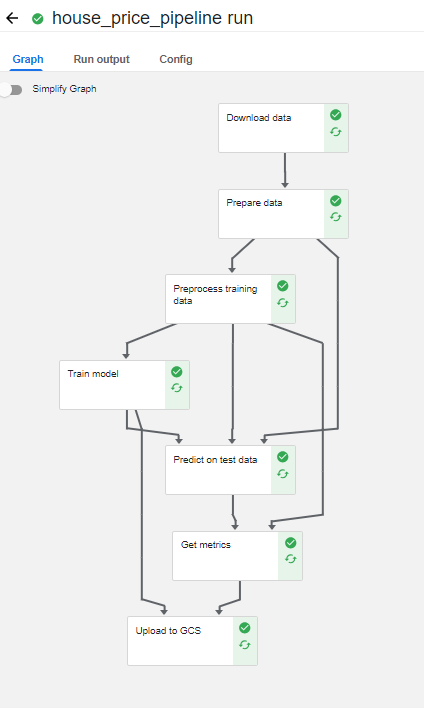 house_price_pipeline run
Graph Run output Config
Simplify Graph
Download data
Prepare data
Preprocess training
data
Train model
Predict on test data
Get metrics
Upload to GCS